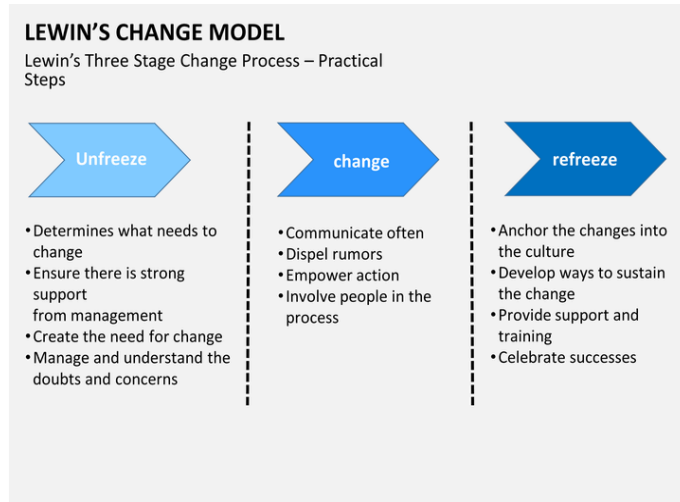 LEWIN'S CHANGE MODEL
Lewin's Three Stage Change Process – Practical
Steps
Unfreeze
•Determines what needs to
change
•Ensure there is strong
support
from management
•Create the need for change
•Manage and understand the
doubts and concerns
change
•Communicate often
•Dispel rumors
•Empower action
•Involve people in the
process
refreeze
•Anchor the changes into
the culture
•Develop ways to sustain
the change
•Provide support and
training
•Celebrate successes